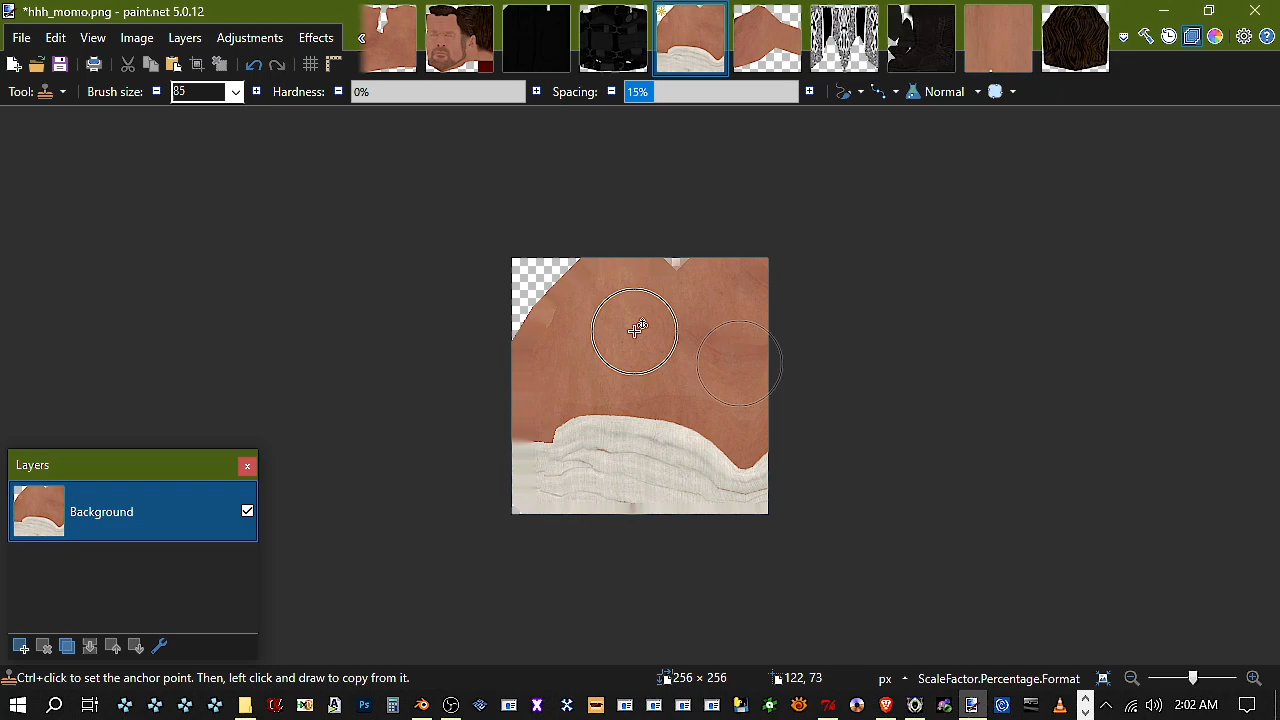 *hhh_momo.png - paint.net 5.0.12
File Edit View Image Layers Adjustments Effects
Tool: Brush size: 85 Hardness: 0% Spacing: 15% Normal
Layers
Background
Ctrl+click to set the anchor point. Then, left click and draw to copy from it. 256 × 256 122, 73 px ScaleFactor.Percentage.Format
2:02 AM